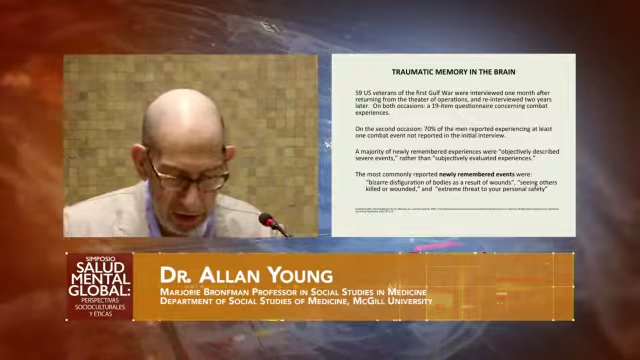 TRAUMATIC MEMORY IN THE BRAIN
59 US veterans of the first Gulf War were interviewed one month after
returning from the theater of operations, and re-interviewed two years
later. On both occasions: a 19-item questionnaire concerning combat
experiences.
On the second occasion: 70% of the men reported experiencing at least
one combat event not reported in the initial interview.
A majority of newly remembered experiences were "objectively described
severe events," rather than "subjectively evaluated experiences."
The most commonly reported newly remembered events were:
"bizarre disfiguration of bodies as a result of wounds", "seeing others
killed or wounded," and "extreme threat to your personal safety"
SIMPOSIO
SALUD
MENTAL
GLOBAL:
PERSPECTIVAS
SOCIOCULTURALES
Y ÉTICAS
DR. ALLAN YOUNG
MARJORIE BRONFMAN PROFESSOR IN SOCIAL STUDIES IN MEDICINE
DEPARTMENT OF SOCIAL STUDIES OF MEDICINE, MCGILL UNIVERSITY